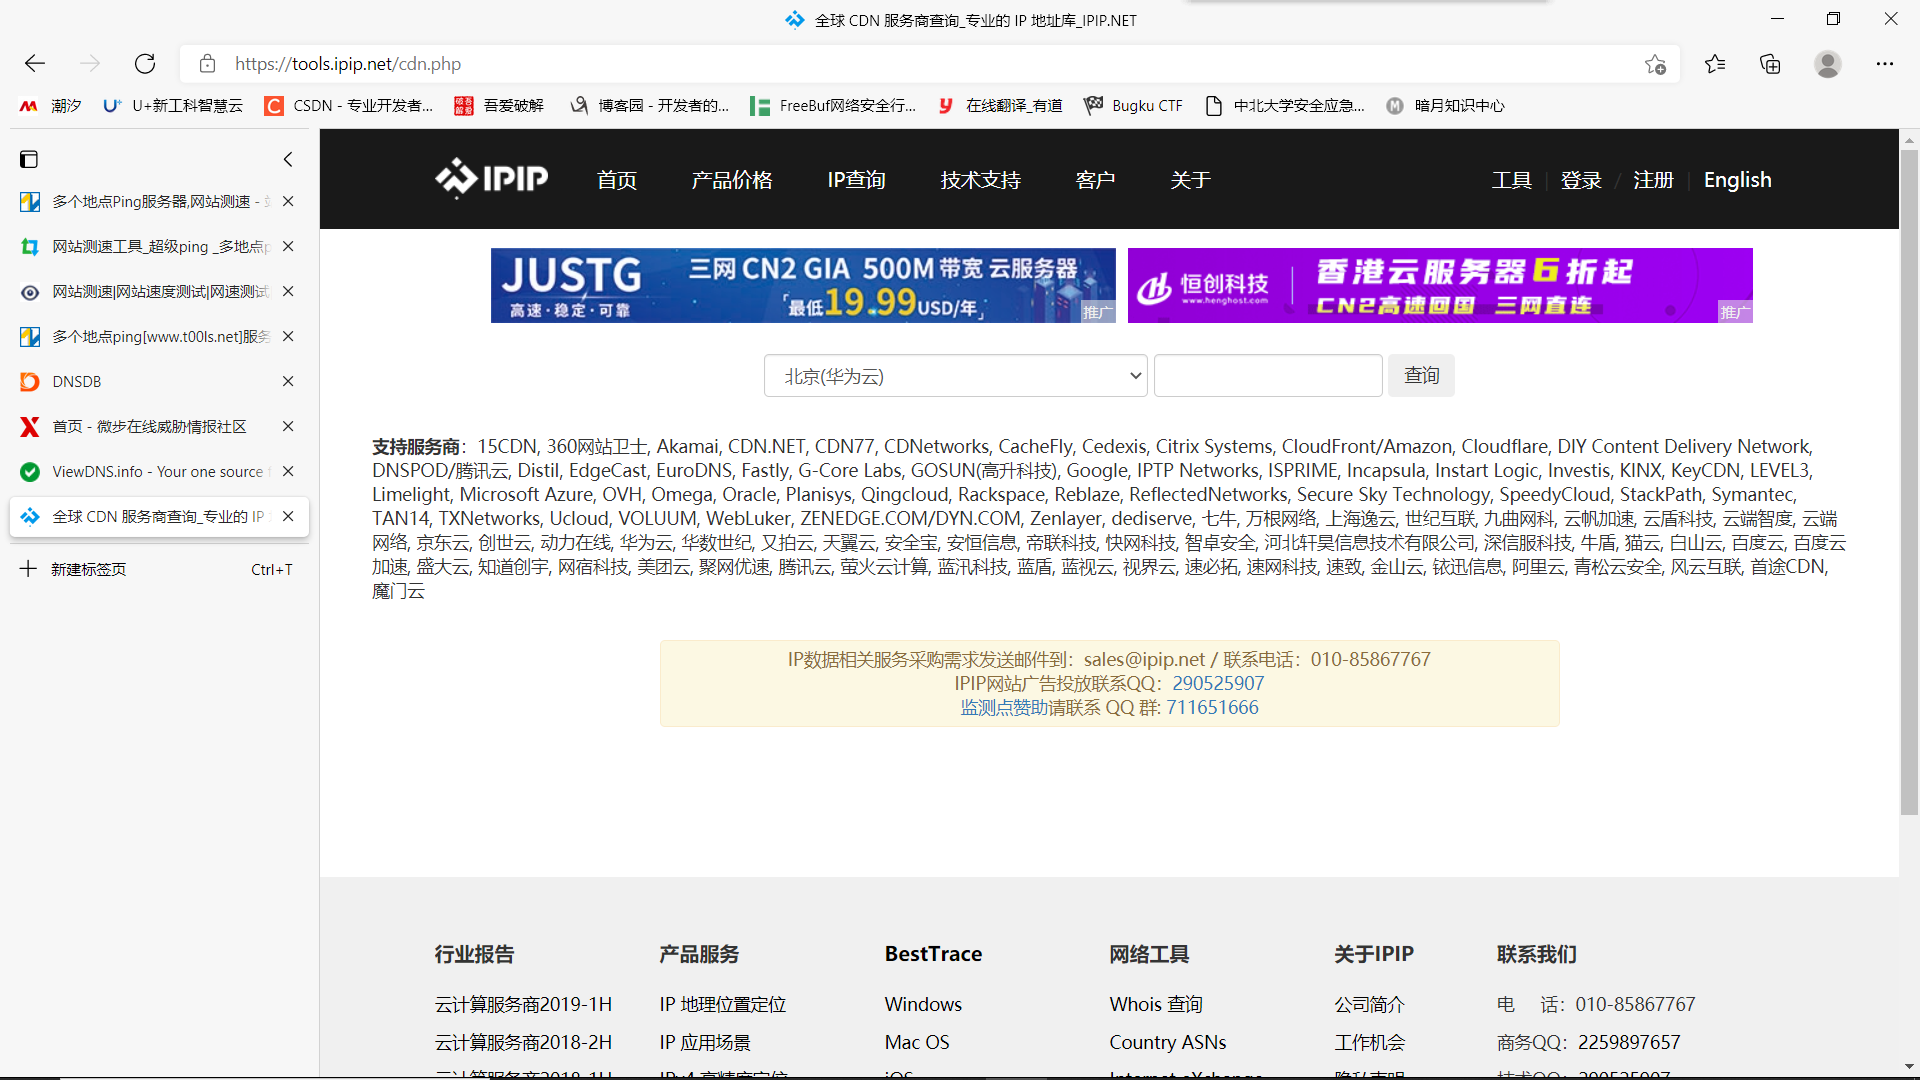 全球 CDN 服务商查询_专业的 IP 地址库_IPIP.NET
https://tools.ipip.net/cdn.php
潮汐 U+新工科智慧云 CSDN - 专业开发者... 吾爱破解 博客园 - 开发者的... FreeBuf网络安全行... 在线翻译_有道 Bugku CTF 中北大学安全应急... 暗月知识中心
多个地点Ping服务器,网站测速 -
网站测速工具_超级ping _多地点p
网站测速|网站速度测试|网速测试
多个地点ping[www.t00ls.net]服务
DNSDB
首页 - 微步在线威胁情报社区
ViewDNS.info - Your one source
全球 CDN 服务商查询_专业的 IP
新建标签页 Ctrl+T
IPIP 首页 产品价格 IP查询 技术支持 客户 关于 工具 登录 / 注册 English
JUSTG 三网 CN2 GIA 500M 带宽 云服务器
高速·稳定·可靠 「最低19.99USD/年」 推广
恒创科技 www.henghost.com 香港云服务器6折起
CN2高速回国 三网直连 推广
北京(华为云) 查询
支持服务商: 15CDN, 360网站卫士, Akamai, CDN.NET, CDN77, CDNetworks, CacheFly, Cedexis, Citrix Systems, CloudFront/Amazon, Cloudflare, DIY Content Delivery Network,
DNSPOD/腾讯云, Distil, EdgeCast, EuroDNS, Fastly, G-Core Labs, GOSUN(高升科技), Google, IPTP Networks, ISPRIME, Incapsula, Instart Logic, Investis, KINX, KeyCDN, LEVEL3,
Limelight, Microsoft Azure, OVH, Omega, Oracle, Planisys, Qingcloud, Rackspace, Reblaze, ReflectedNetworks, Secure Sky Technology, SpeedyCloud, StackPath, Symantec,
TAN14, TXNetworks, Ucloud, VOLUUM, WebLuker, ZENEDGE.COM/DYN.COM, Zenlayer, dediserve, 七牛, 万根网络, 上海逸云, 世纪互联, 九曲网科, 云帆加速, 云盾科技, 云端智度, 云端
网络, 京东云, 创世云, 动力在线, 华为云, 华数世纪, 又拍云, 天翼云, 安全宝, 安恒信息, 帝联科技, 快网科技, 智卓安全, 河北轩昊信息技术有限公司, 深信服科技, 牛盾, 猫云, 白山云, 百度云, 百度云
加速, 盛大云, 知道创宇, 网宿科技, 美团云, 聚网优速, 腾讯云, 萤火云计算, 蓝汛科技, 蓝盾, 蓝视云, 视界云, 速必拓, 速网科技, 速致, 金山云, 铱迅信息, 阿里云, 青松云安全, 风云互联, 首途CDN,
魔门云
IP数据相关服务采购需求发送邮件到：sales@ipip.net / 联系电话：010-85867767
IPIP网站广告投放联系QQ：290525907
监测点赞助请联系 QQ 群: 711651666
行业报告 产品服务 BestTrace 网络工具 关于IPIP 联系我们
云计算服务商2019-1H IP 地理位置定位 Windows Whois 查询 公司简介 电 话：010-85867767
云计算服务商2018-2H IP 应用场景 Mac OS Country ASNs 工作机会 商务QQ：2259897657
云计算服务商2018-1H IPv4 高精度定位 iOS Internet eXchange 隐私声明 技术QQ：290525907